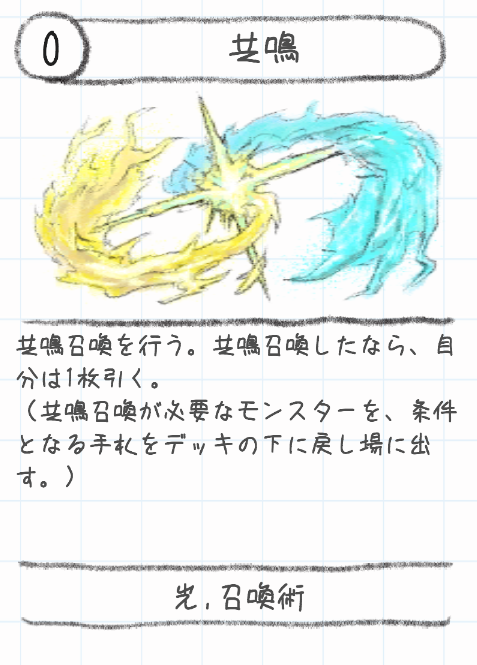 0
共鳴
共鳴召喚を行う。共鳴召喚したなら、自
分は1枚引く。
（共鳴召喚が必要なモンスターを、条件
となる手札をデッキの下に戻し場に出
す。）
光,召喚術